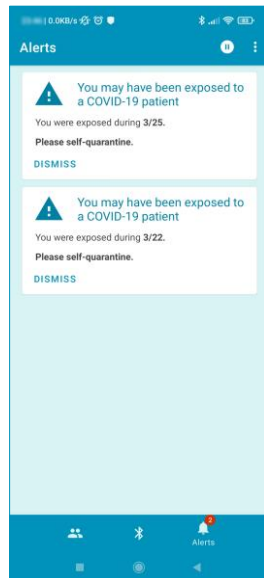 0.0KB/s
Alerts
You may have been exposed to
a COVID-19 patient
You were exposed during 3/25.
Please self-quarantine.
DISMISS
You may have been exposed to
a COVID-19 patient
You were exposed during 3/22.
Please self-quarantine.
DISMISS
2
Alerts